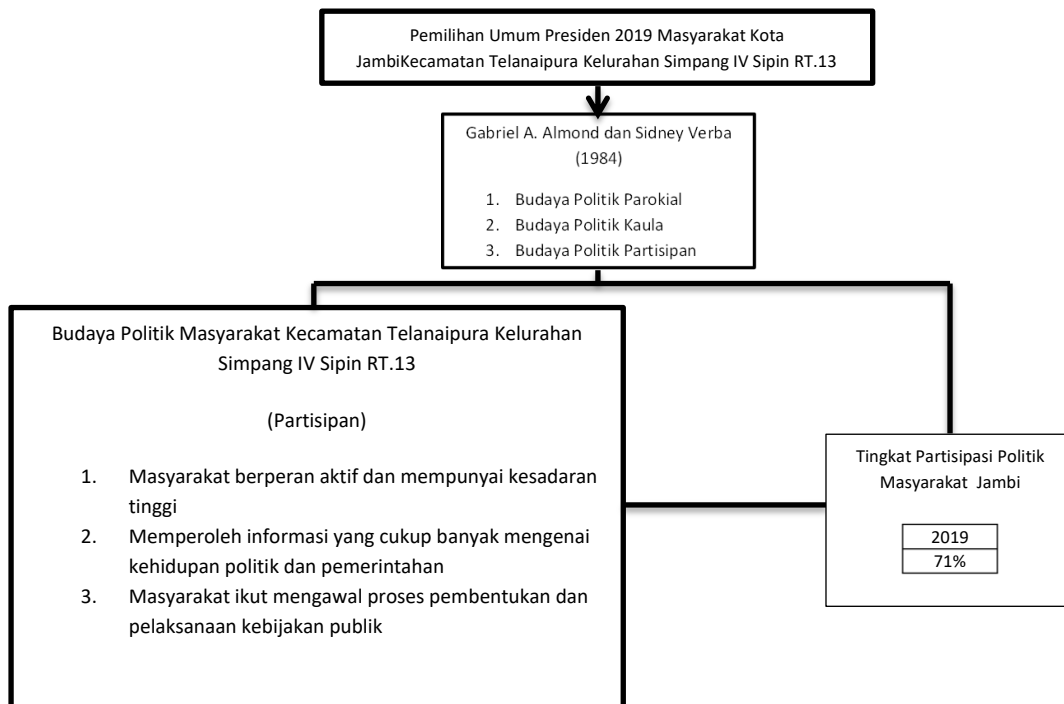 Pemilihan Umum Presiden 2019 Masyarakat Kota
JambiKecamatan Telanaipura Kelurahan Simpang IV Sipin RT.13
Gabriel A. Almond dan Sidney Verba
(1984)
1. Budaya Politik Parokial
2. Budaya Politik Kaula
3. Budaya Politik Partisipan
Budaya Politik Masyarakat Kecamatan Telanaipura Kelurahan
Simpang IV Sipin RT.13
(Partisipan)
1. Masyarakat berperan aktif dan mempunyai kesadaran
tinggi
2. Memperoleh informasi yang cukup banyak mengenai
kehidupan politik dan pemerintahan
3. Masyarakat ikut mengawal proses pembentukan dan
pelaksanaan kebijakan publik
Tingkat Partisipasi Politik
Masyarakat Jambi
2019
71%